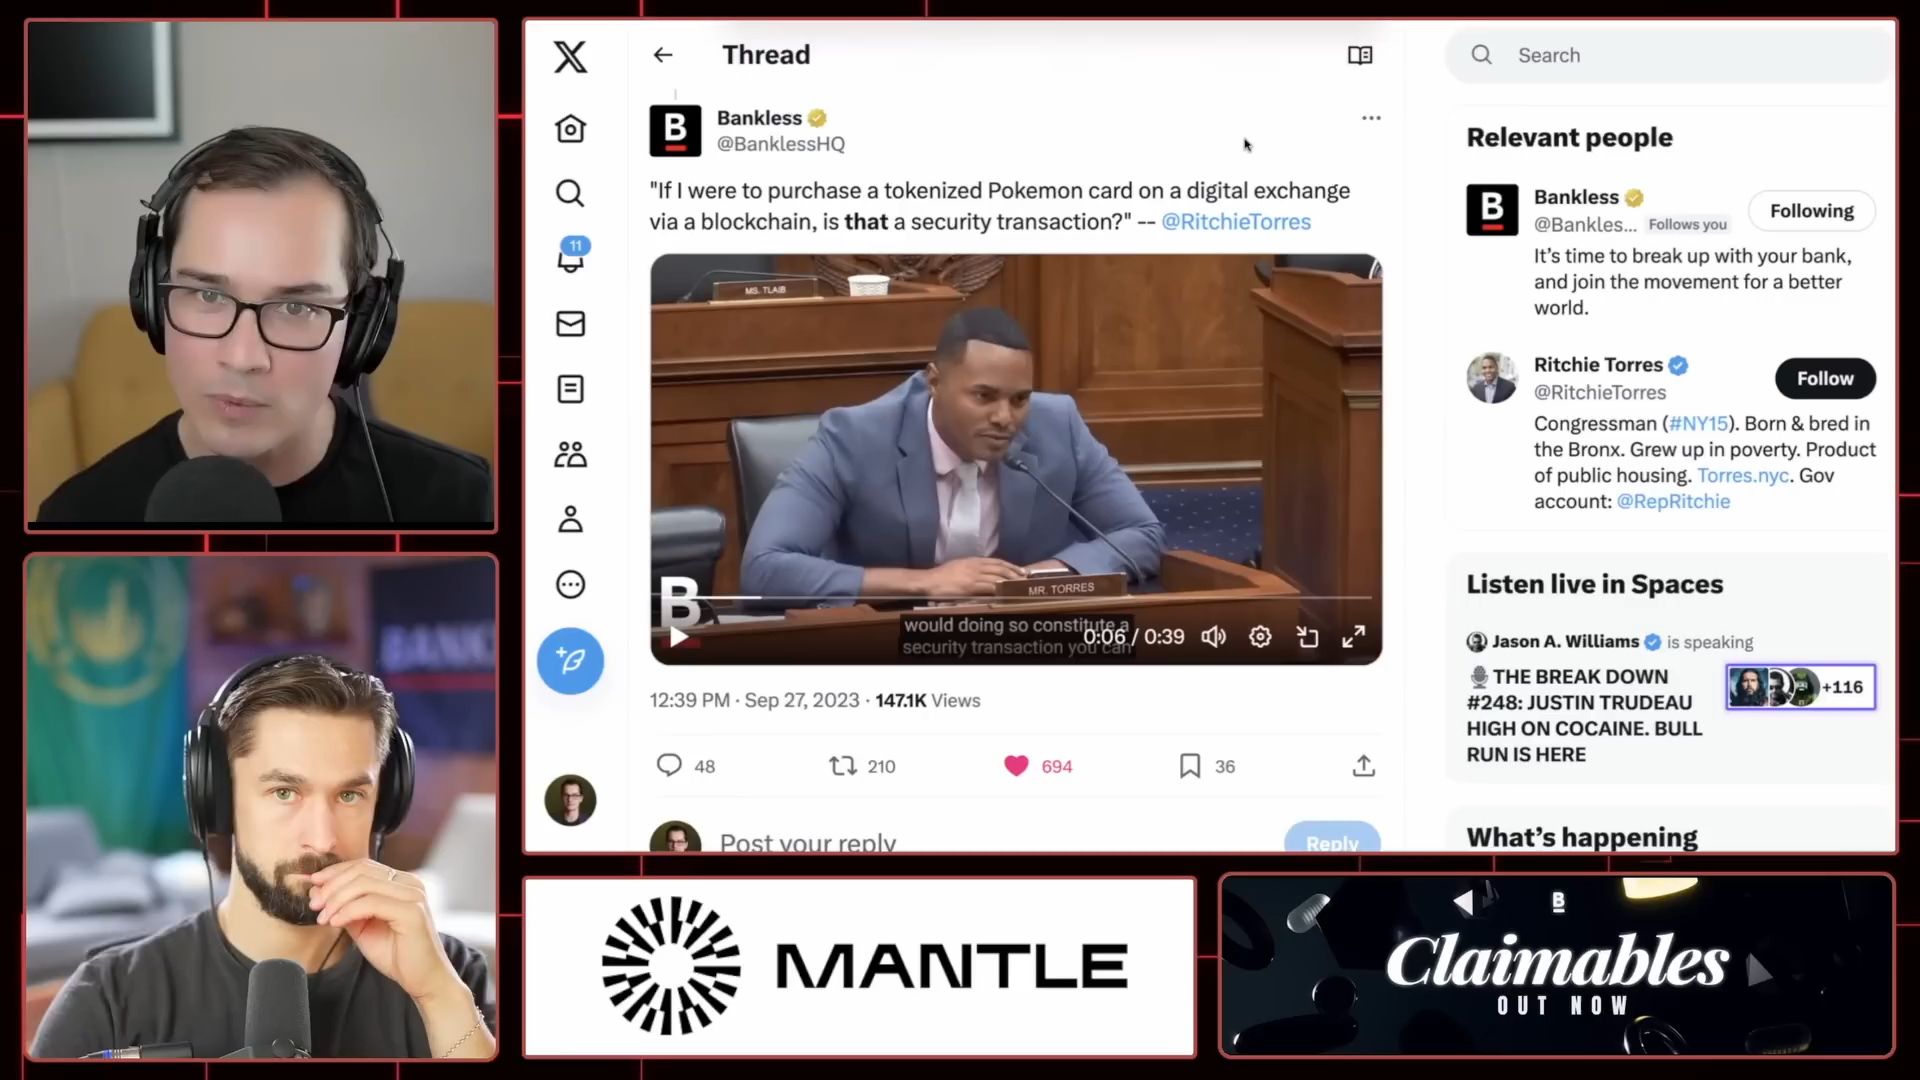 Thread
Search
B
Bankless
@BanklessHQ
"If I were to purchase a tokenized Pokemon card on a digital exchange
via a blockchain, is that a security transaction?" -- @RitchieTorres
MS. TLAIB
MR. TORRES
B
would doing so constitute a
security transaction you can
0:06 / 0:39
12:39 PM · Sep 27, 2023 · 147.1K Views
48
210
694
36
Post your reply
Reply
11
Relevant people
B
Bankless
@Bankles... Follows you
Following
It's time to break up with your bank,
and join the movement for a better
world.
Ritchie Torres
@RitchieTorres
Follow
Congressman (#NY15). Born & bred in
the Bronx. Grew up in poverty. Product
of public housing. Torres.nyc. Gov
account: @RepRitchie
Listen live in Spaces
Jason A. Williams is speaking
THE BREAK DOWN
#248: JUSTIN TRUDEAU
HIGH ON COCAINE. BULL
RUN IS HERE
+116
What's happening
MANTLE
B
Claimables
OUT NOW